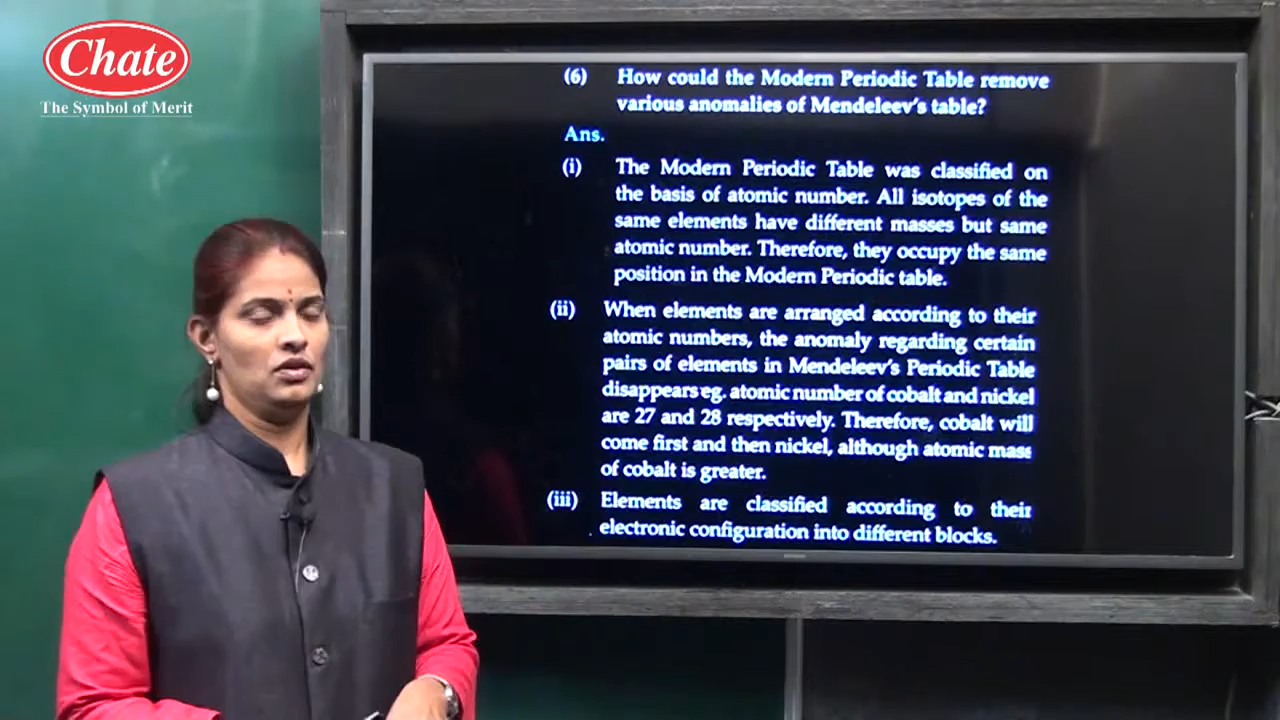 Chate
The Symbol of Merit
(6) How could the Modern Periodic Table remove
various anomalies of Mendeleev's table?
Ans.
(i) The Modern Periodic Table was classified on
the basis of atomic number. All isotopes of the
same elements have different masses but same
atomic number. Therefore, they occupy the same
position in the Modern Periodic table.
(ii) When elements are arranged according to their
atomic numbers, the anomaly regarding certain
pairs of elements in Mendeleev's Periodic Table
disappears eg. atomic number of cobalt and nickel
are 27 and 28 respectively. Therefore, cobalt will
come first and then nickel, although atomic mass
of cobalt is greater.
(iii) Elements are classified according to their
electronic configuration into different blocks.